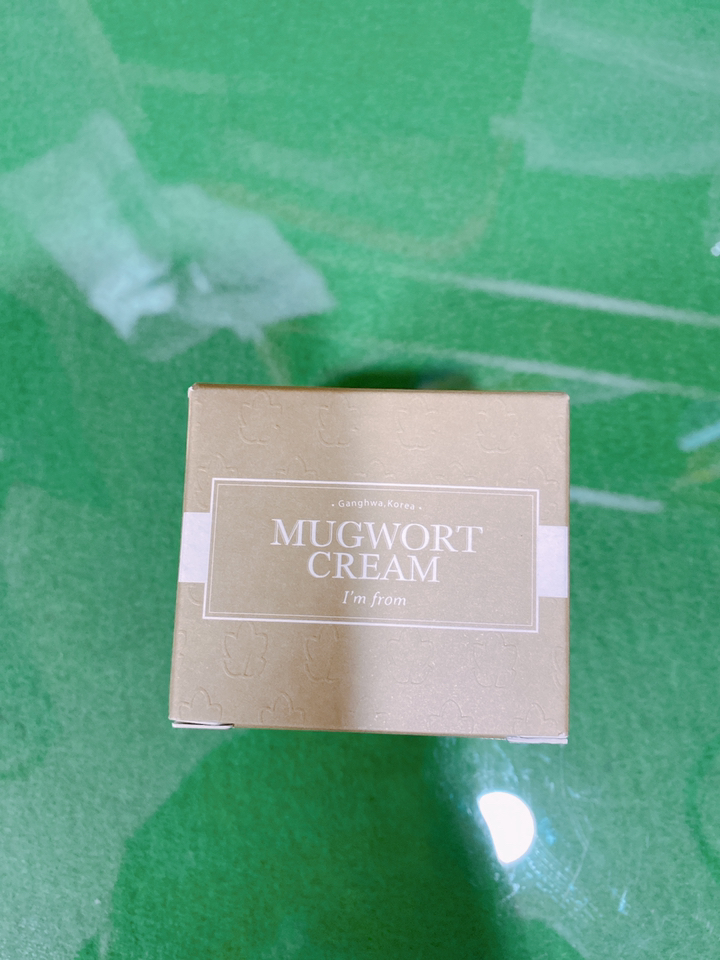 • Ganghwa,Korea •
MUGWORT
CREAM
I'm from